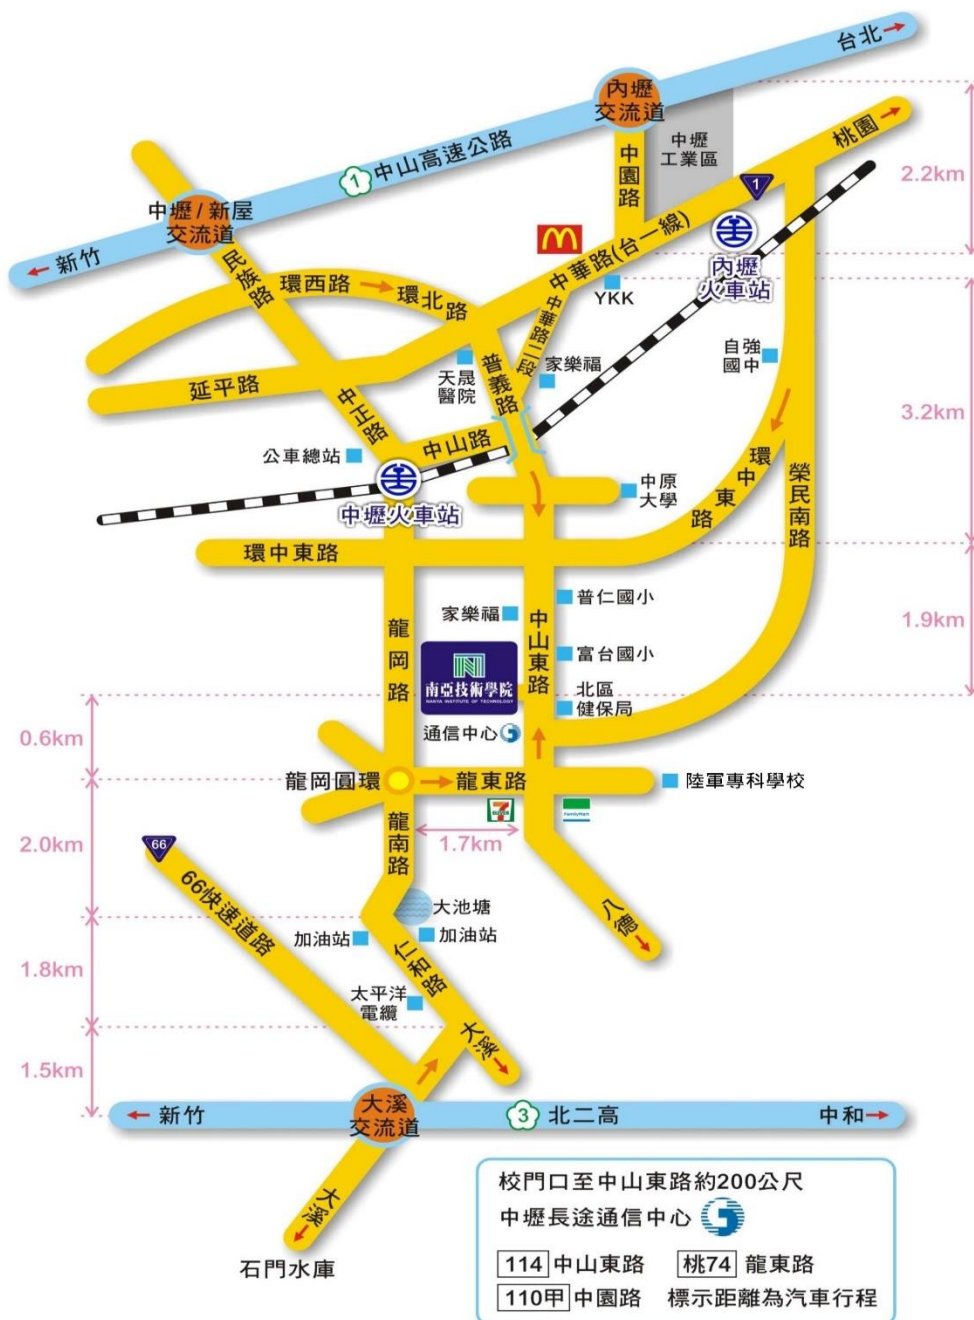 台北
內壢
交流道
1 中山高速公路
中壢
工業區
中園路
桃園
2.2km
1
中壢/新屋
交流道
新竹
民族路
環西路
環北路
中華路(台一線)
內壢
火車站
YKK
中華路二段
自強
國中
家樂福
天晟
醫院
普義路
延平路
中正路
中山路
公車總站
中壢火車站
3.2km
中原
大學
環中東路
榮民南路
環中東路
1.9km
普仁國小
家樂福
中山東路
龍岡路
富台國小
南亞技術學院
NANYA INSTITUTE OF TECHNOLOGY
北區
健保局
通信中心
0.6km
龍岡圓環
龍東路
陸軍專科學校
7
ELEVEN
FamilyMart
1.7km
龍南路
2.0km
66
66快速道路
大池塘
加油站
加油站
八德
仁和路
1.8km
太平洋
電纜
大溪
1.5km
新竹
大溪
交流道
3 北二高
中和
大溪
石門水庫
校門口至中山東路約200公尺
中壢長途通信中心
114 中山東路 桃74 龍東路
110甲 中園路 標示距離為汽車行程